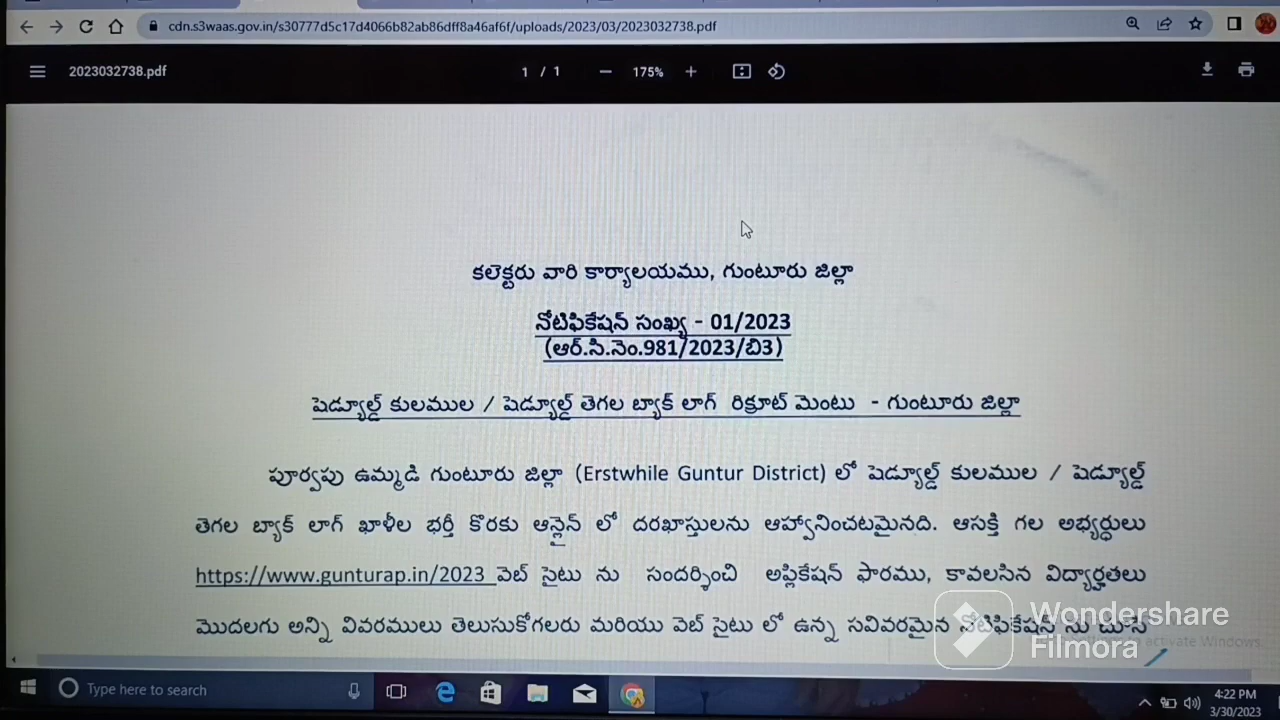 cdn.s3waas.gov.in/s30777d5c17d4066b82ab86dff8a46af6f/uploads/2023/03/2023032738.pdf
2023032738.pdf
1 / 1
175%
కలెక్టరు వారి కార్యాలయము, గుంటూరు జిల్లా
నోటిఫికేషన్ సంఖ్య - 01/2023
(ఆర్.సి.నెం.981/2023/బి3)
షెడ్యూల్డ్ కులముల / షెడ్యూల్డ్ తెగల బ్యాక్ లాగ్ రిక్రూట్ మెంటు - గుంటూరు జిల్లా
పూర్వపు ఉమ్మడి గుంటూరు జిల్లా (Erstwhile Guntur District) లో షెడ్యూల్డ్ కులముల / షెడ్యూల్డ్
తెగల బ్యాక్ లాగ్ ఖాళీల భర్తీ కొరకు ఆన్లైన్ లో దరఖాస్తులను ఆహ్వానించటమైనది. ఆసక్తి గల అభ్యర్ధులు
https://www.gunturap.in/2023 వెబ్ సైటు ను సందర్శించి అప్లికేషన్ ఫారము, కావలసిన విద్యార్హతలు
మొదలగు అన్ని వివరములు తెలుసుకోగలరు మరియు వెబ్ సైటు లో ఉన్న సవివరమైన నోటిఫికేషన్ ను
Wondershare
Filmora
to activate Windows.
Type here to search
4:22 PM
3/30/2023